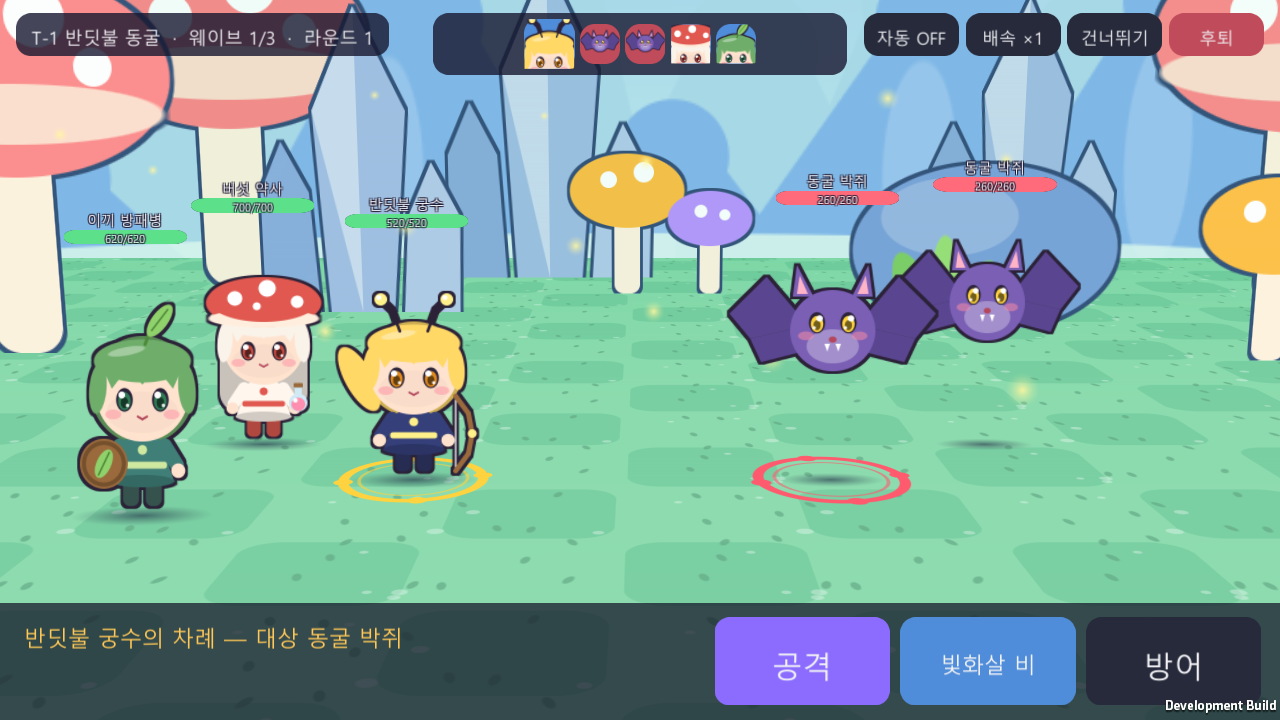 T-1 반딧불 동굴 · 웨이브 1/3 · 라운드 1
자동 OFF
배속 ×1
건너뛰기
후퇴
이끼 방패병
620/620
버섯 약사
700/700
반딧불 궁수
520/520
동굴 박쥐
260/260
동굴 박쥐
260/260
반딧불 궁수의 차례 — 대상 동굴 박쥐
공격
빛화살 비
방어
Development Build